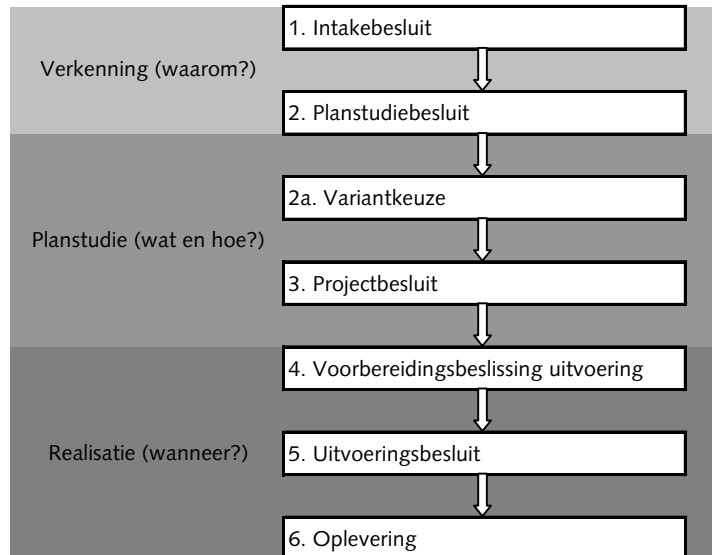 1. Intakebesluit
Verkenning (waarom?)
2. Planstudiebesluit
2a. Variantkeuze
Planstudie (wat en hoe?)
3. Projectbesluit
4. Voorbereidingsbeslissing uitvoering
Realisatie (wanneer?)
5. Uitvoeringsbesluit
6. Oplevering